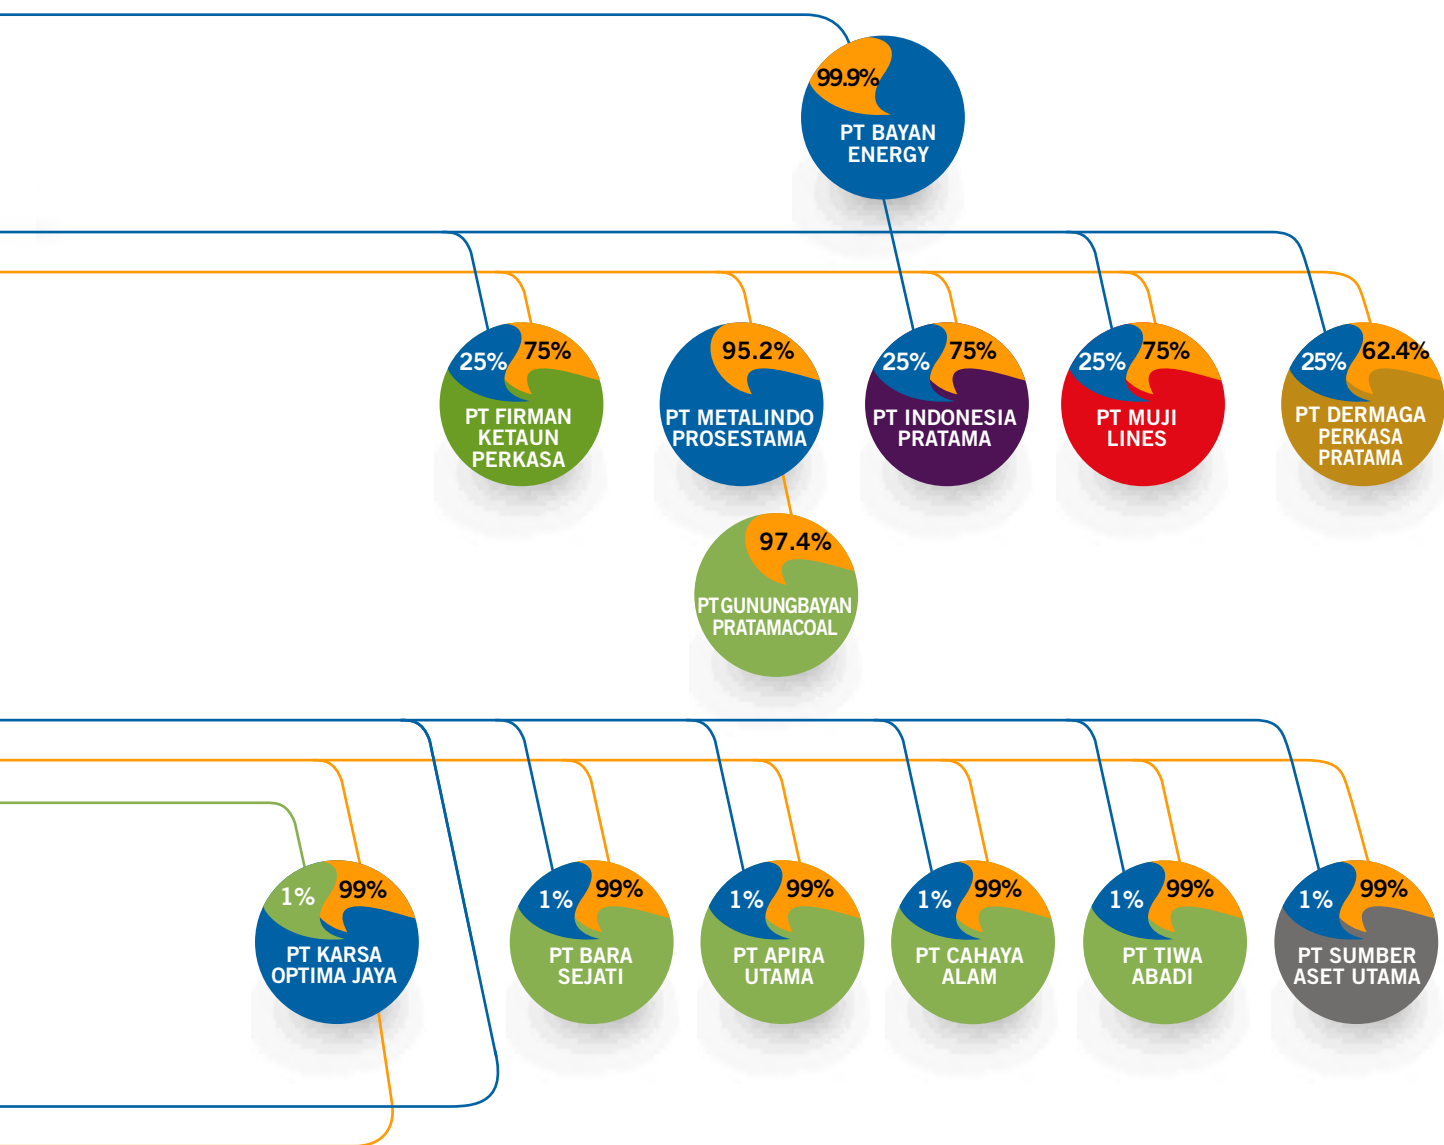 99.9%
PT BAYAN
ENERGY
25% 75%
PT FIRMAN
KETAUN
PERKASA
95.2%
PT METALINDO
PROSESTAMA
25% 75%
PT INDONESIA
PRATAMA
25% 75%
PT MUJI
LINES
25% 62.4%
PT DERMAGA
PERKASA
PRATAMA
97.4%
PT GUNUNGBAYAN
PRATAMACOAL
1% 99%
PT KARSA
OPTIMA JAYA
1% 99%
PT BARA
SEJATI
1% 99%
PT APIRA
UTAMA
1% 99%
PT CAHAYA
ALAM
1% 99%
PT TIWA
ABADI
1% 99%
PT SUMBER
ASET UTAMA